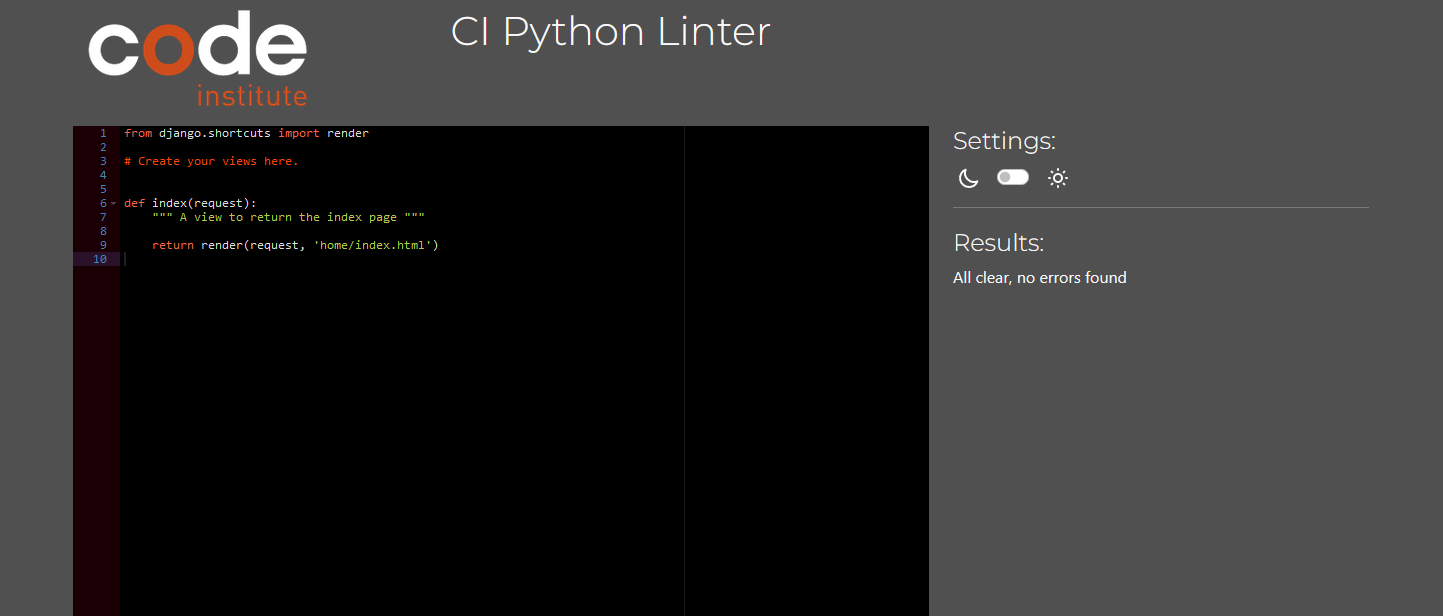 code
institute
CI Python Linter
1 from django.shortcuts import render
2
3 # Create your views here.
4
5
6 def index(request):
7     """ A view to return the index page """
8
9     return render(request, 'home/index.html')
10
Settings:
Results:
All clear, no errors found